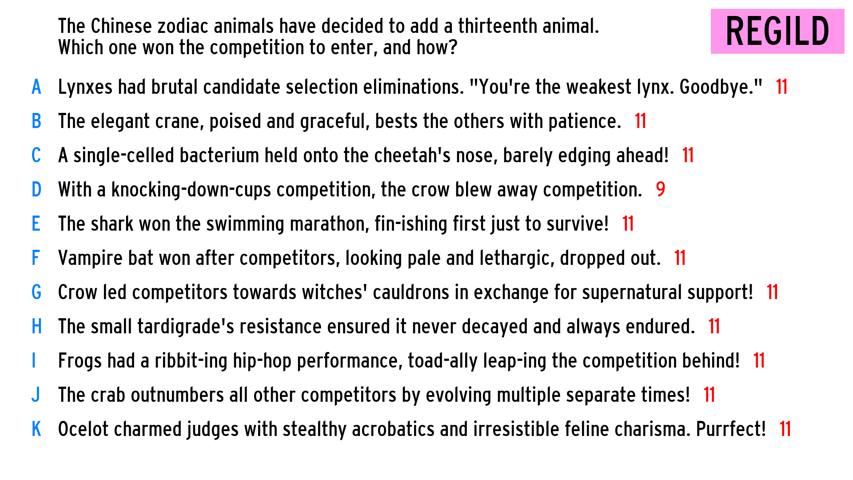 The Chinese zodiac animals have decided to add a thirteenth animal.
Which one won the competition to enter, and how?
REGILD
A Lynxes had brutal candidate selection eliminations. "You're the weakest lynx. Goodbye." 11
B The elegant crane, poised and graceful, bests the others with patience. 11
C A single-celled bacterium held onto the cheetah's nose, barely edging ahead! 11
D With a knocking-down-cups competition, the crow blew away competition. 9
E The shark won the swimming marathon, fin-ishing first just to survive! 11
F Vampire bat won after competitors, looking pale and lethargic, dropped out. 11
G Crow led competitors towards witches' cauldrons in exchange for supernatural support! 11
H The small tardigrade's resistance ensured it never decayed and always endured. 11
I Frogs had a ribbit-ing hip-hop performance, toad-ally leap-ing the competition behind! 11
J The crab outnumbers all other competitors by evolving multiple separate times! 11
K Ocelot charmed judges with stealthy acrobatics and irresistible feline charisma. Purrfect! 11